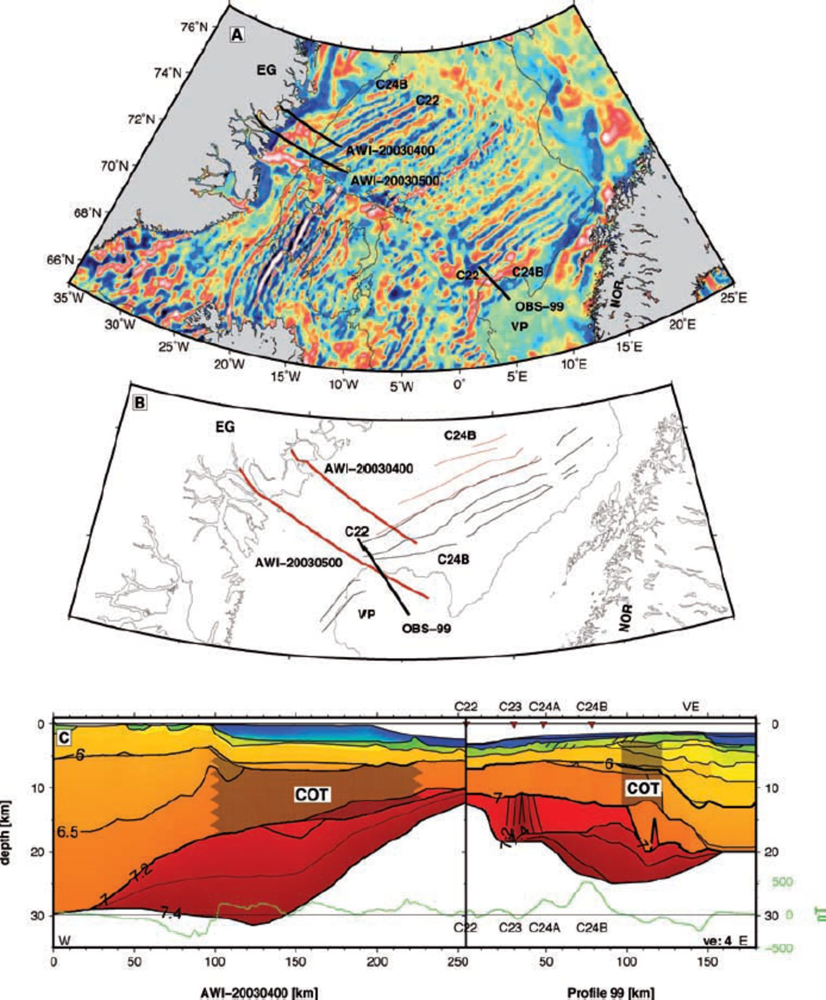 76°N
A
74°N
EG
C24B
C22
72°N
AWI-20030400
70°N
AWI-20030500
68°N
66°N
C22
C24B
35°W
OBS-99
NOR
25°E
30°W
VP
20°E
25°W
15°E
20°W
10°E
15°W
10°W
5°W
0°
5°E
B
EG
C24B
AWI-20030400
C22
AWI-20030500
C24B
VP
OBS-99
NOR
C22 C23 C24A C24B VE
0 0
C
6
6
10 COT COT 10
7
6.5
7.2
7
20 20
7.2
500
7
7.4
30 30 0
nT
C22 C23 C24A C24B
W ve: 4 E
-500
0 50 100 150 200 250 50 100 150
depth [km]
AWI-20030400 [km] Profile 99 [km]